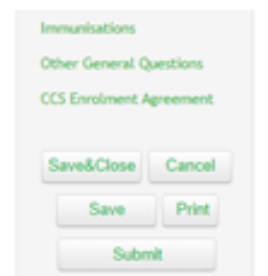 Immunisations
Other General Questions
CCS Enrolment Agreement
Save&Close Cancel
Save Print
Submit